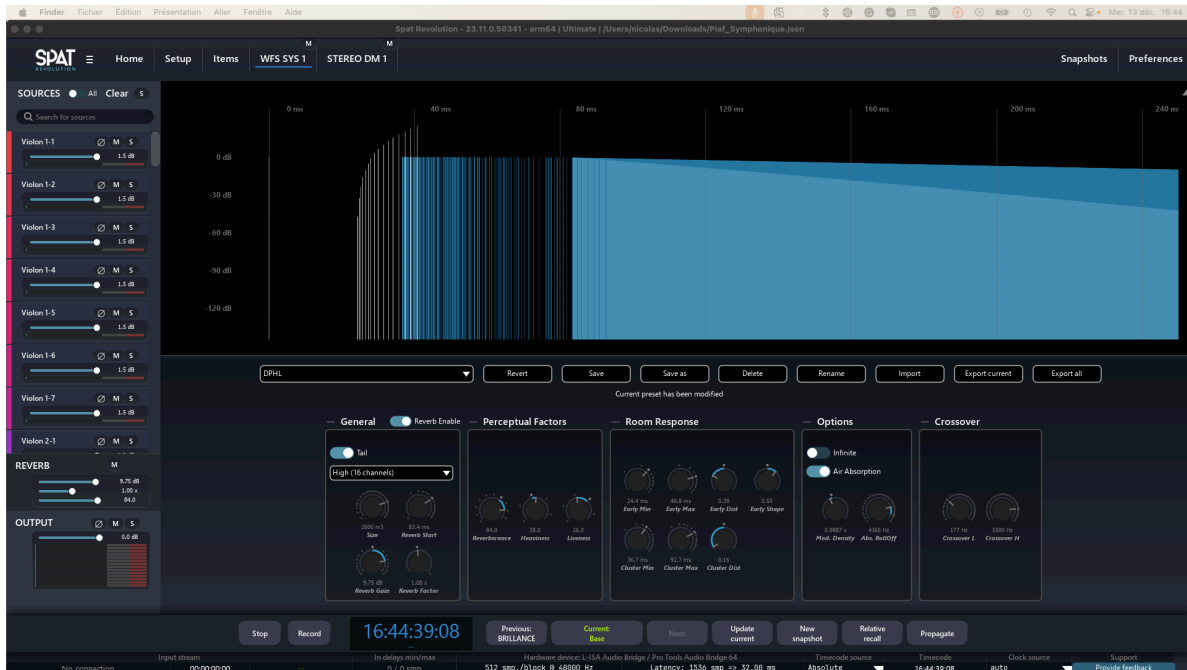 Finder Fichier Édition Présentation Aller Fenêtre Aide Mer. 13 déc. 16:44
Spat Revolution - 23.11.0.50341 - arm64 | Ultimate | /Users/nicolas/Downloads/Piaf_Symphonique.json
SPAT REVOLUTION Home Setup Items WFS SYS 1 M STEREO DM 1 M Snapshots Preferences
SOURCES All Clear S
Search for sources
0 ms 40 ms 80 ms 120 ms 160 ms 200 ms 240 m
Violon 1-1 Ø M S
1.5 dB
0 dB
Violon 1-2 Ø M S
1.5 dB
-30 dB
Violon 1-3 Ø M S
1.5 dB
-60 dB
Violon 1-4 Ø M S
1.5 dB
-90 dB
Violon 1-5 Ø M S
1.5 dB
-120 dB
Violon 1-6 Ø M S
1.5 dB
Violon 1-7 Ø M S
1.5 dB
Violon 2-1 Ø M S
REVERB M
9.75 dB
1.00 x
84.0
OUTPUT Ø M S
0.0 dB
DPHL Revert Save Save as Delete Rename Import Export current Export all
Current preset has been modified
General Reverb Enable Perceptual Factors Room Response Options Crossover
Tail
High (16 channels)
Infinite
Air Absorption
24.4 ms 40.8 ms 0.39 0.55
Early Min Early Max Early Dist Early Shape
2600 m3 83.4 ms
Size Reverb Start
84.0 28.0 26.0
Reverberance Heaviness Liveness
0.9887 x 4365 Hz
Mod. Density Abs. RollOff
177 Hz 5500 Hz
Crossover L Crossover H
36.7 ms 92.7 ms 0.16
Cluster Min Cluster Max Cluster Dist
9.75 dB 1.00 x
Reverb Gain Reverb Factor
Stop Record 16:44:39:08
Previous: BRILLANCE
Current: Base
Next:
Update current
New snapshot
Relative recall
Propagate
Input stream In delays min/max Hardware device: L-ISA Audio Bridge / Pro Tools Audio Bridge 64 Timecode source Timecode Clock source Support
No connection 00:00:00:00 -- 0 / 0 smp 512 smp./block @ 48000 Hz Latency: 1536 smp => 32.00 ms Absolute 16:44:39:08 auto Provide feedback